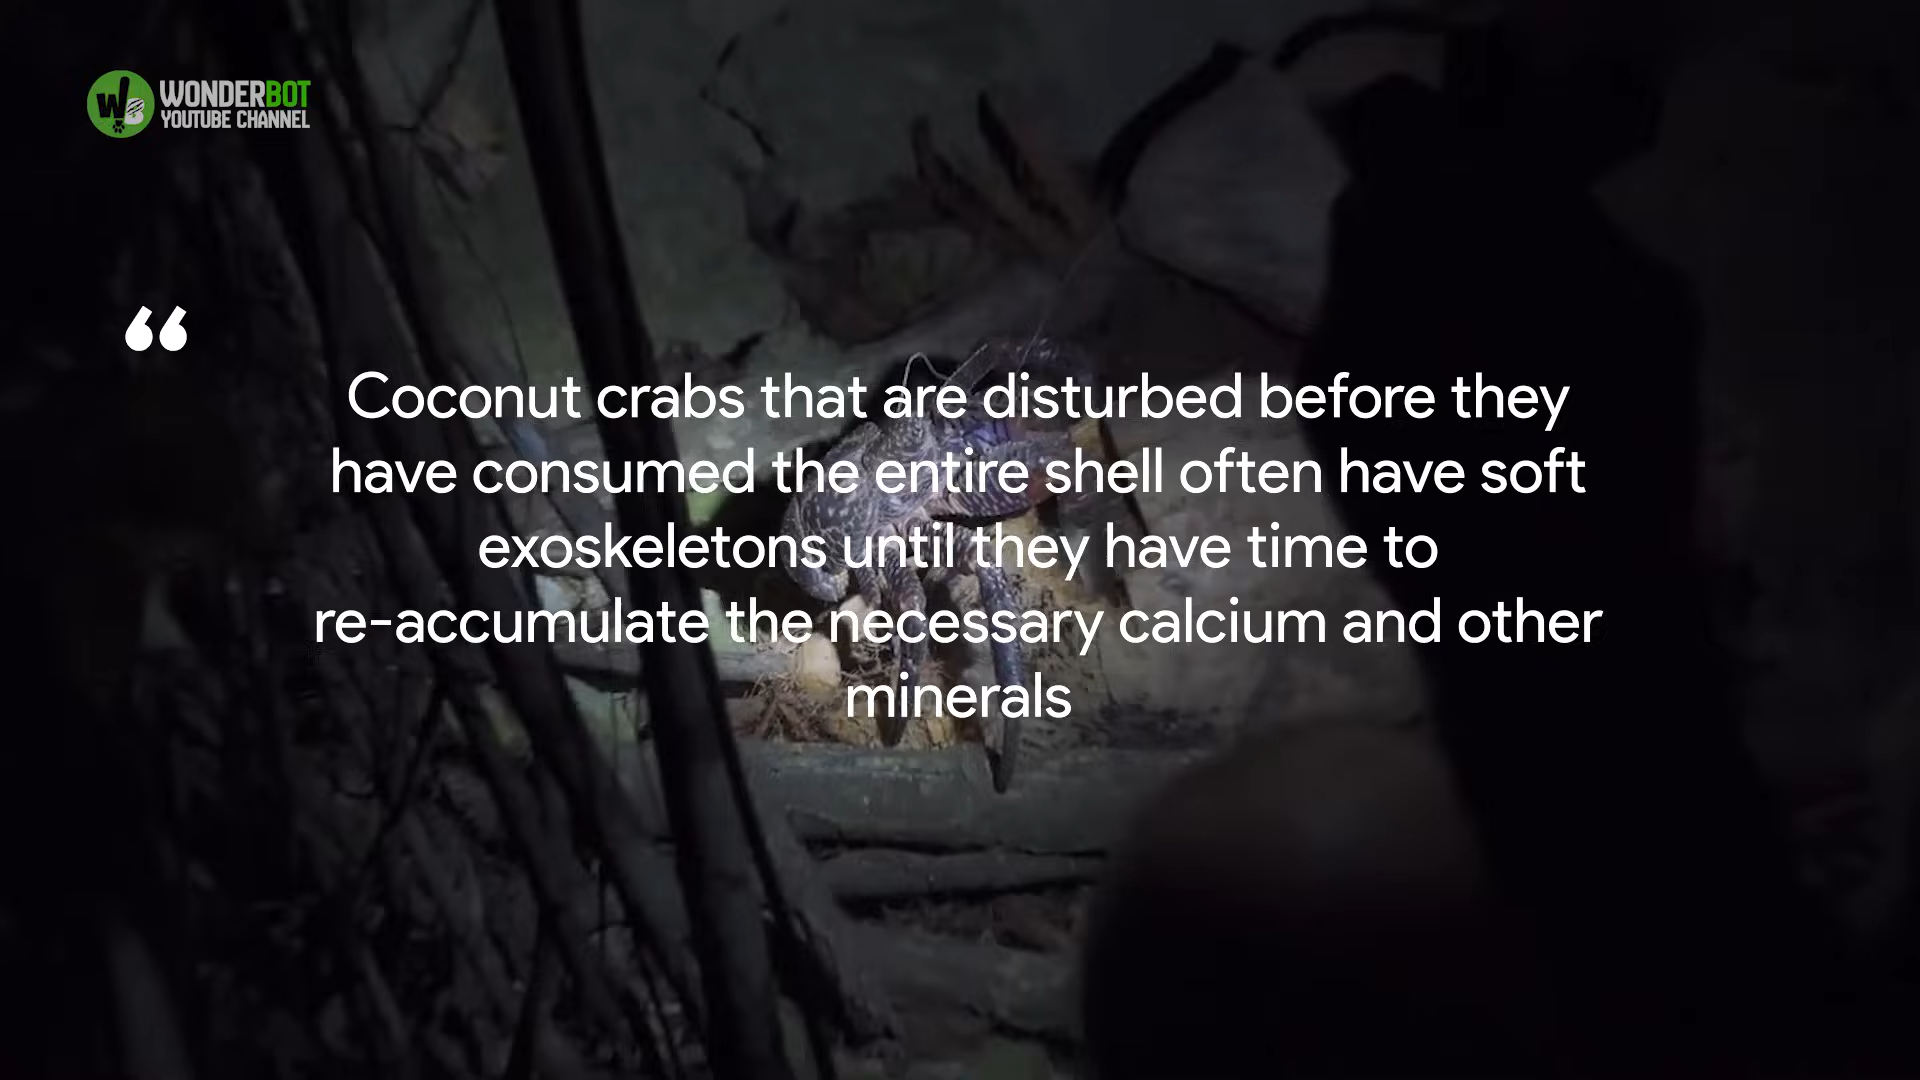 WONDERBOT
YOUTUBE CHANNEL
“
Coconut crabs that are disturbed before they
have consumed the entire shell often have soft
exoskeletons until they have time to
re-accumulate the necessary calcium and other
minerals